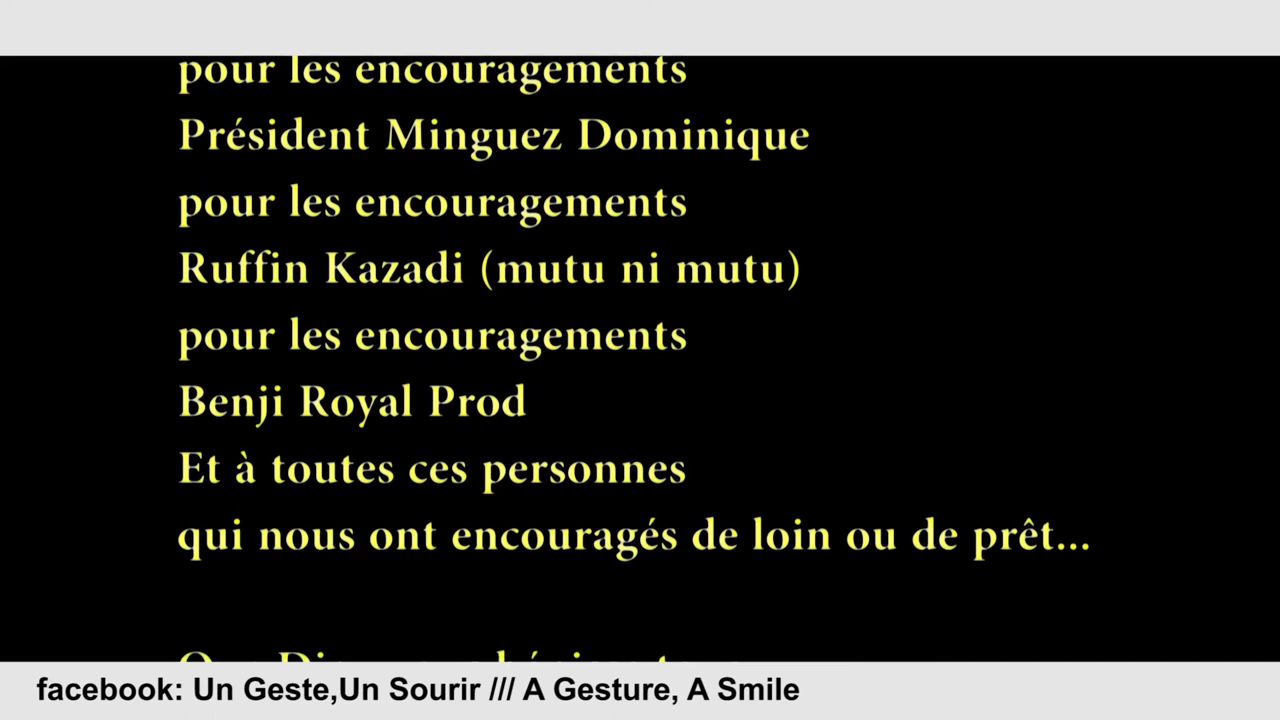 pour les encouragements
Président Minguez Dominique
pour les encouragements
Ruffin Kazadi (mutu ni mutu)
pour les encouragements
Benji Royal Prod
Et à toutes ces personnes
qui nous ont encouragés de loin ou de prêt...
facebook: Un Geste,Un Sourir /// A Gesture, A Smile